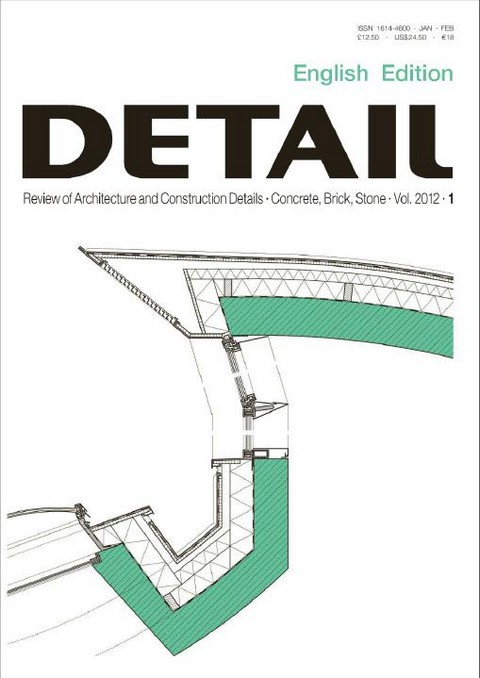 ISSN 1614-4600 · JAN · FEB
£12.50 · US$24.50 · €18
English Edition
DETAIL
Review of Architecture and Construction Details · Concrete, Brick, Stone · Vol. 2012 · 1